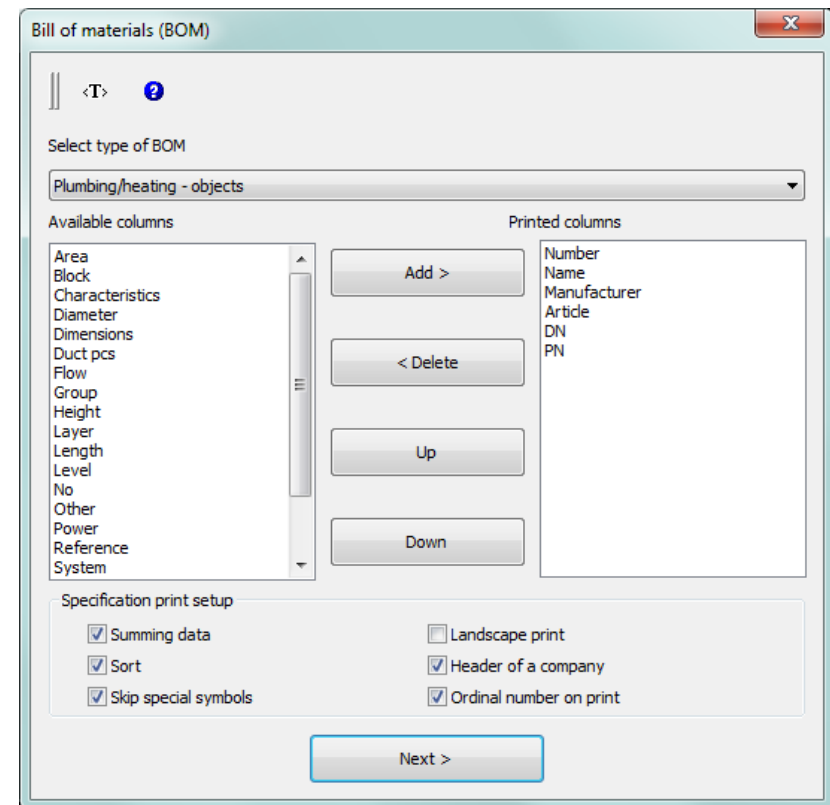 Bill of materials (BOM)
<T>
?
Select type of BOM
Plumbing/heating - objects
Available columns
Printed columns
Area
Block
Characteristics
Diameter
Dimensions
Duct pcs
Flow
Group
Height
Layer
Length
Level
No
Other
Power
Reference
System
Add >
< Delete
Up
Down
Number
Name
Manufacturer
Article
DN
PN
Specification print setup
Summing data
Landscape print
Sort
Header of a company
Skip special symbols
Ordinal number on print
Next >